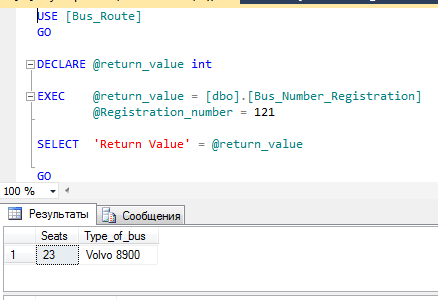 USE [Bus_Route]
GO
DECLARE @return_value int
EXEC @return_value = [dbo].[Bus_Number_Registration]
@Registration_number = 121
SELECT 'Return Value' = @return_value
GO
100 %
Результаты Сообщения
Seats Type_of_bus
1 23 Volvo 8900